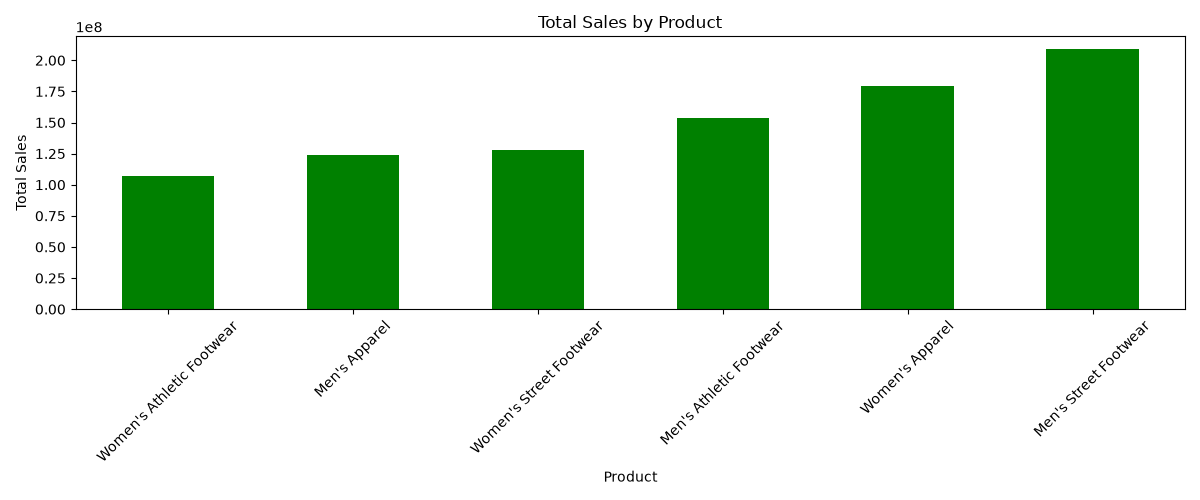 Total Sales by Product
1e8
2.00
1.75
1.50
1.25
1.00
0.75
0.50
0.25
0.00
Total Sales
Women's Athletic Footwear
Men's Apparel
Women's Street Footwear
Men's Athletic Footwear
Women's Apparel
Men's Street Footwear
Product